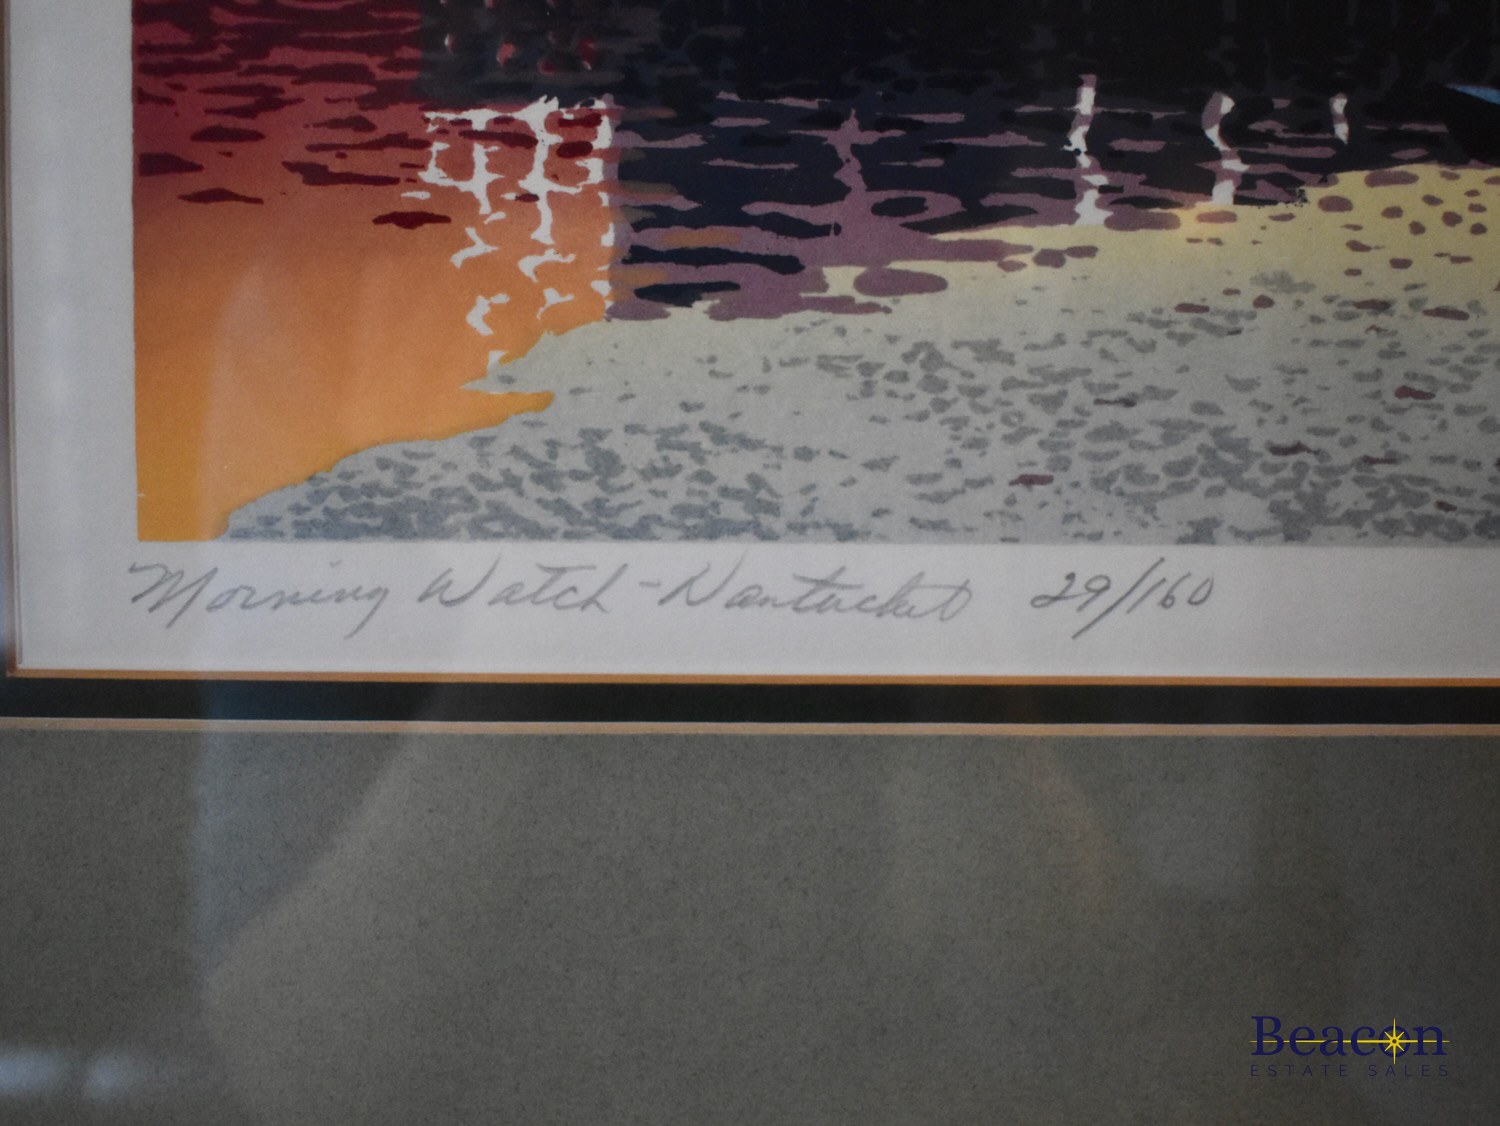 Morning Watch - Nantucket 29/160
Beacon
ESTATE SALES